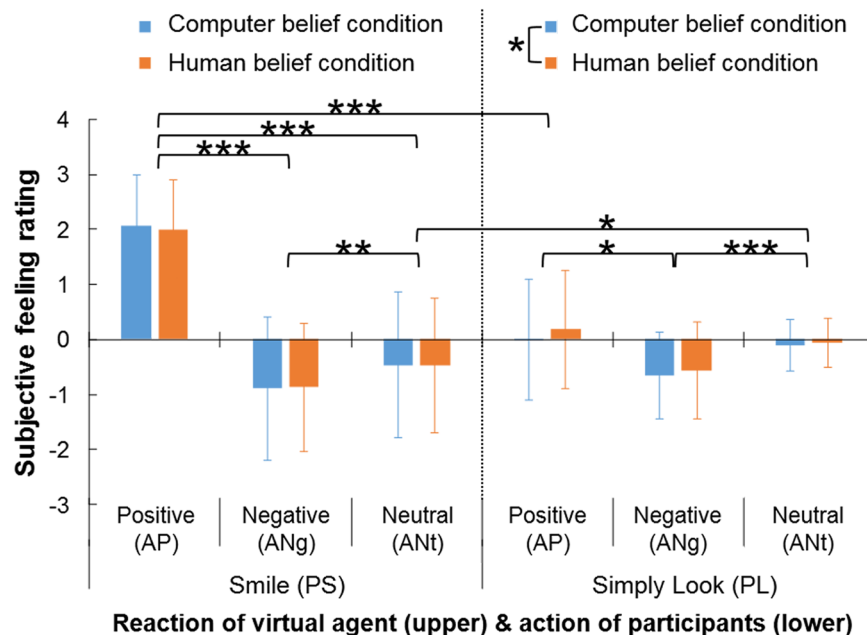 Computer belief condition
Human belief condition
*
Computer belief condition
Human belief condition
***
***
***
*
**
*
***
Subjective feeling rating
4
3
2
1
0
-1
-2
-3
Positive (AP)
Negative (ANg)
Neutral (ANt)
Positive (AP)
Negative (ANg)
Neutral (ANt)
Smile (PS)
Simply Look (PL)
Reaction of virtual agent (upper) & action of participants (lower)